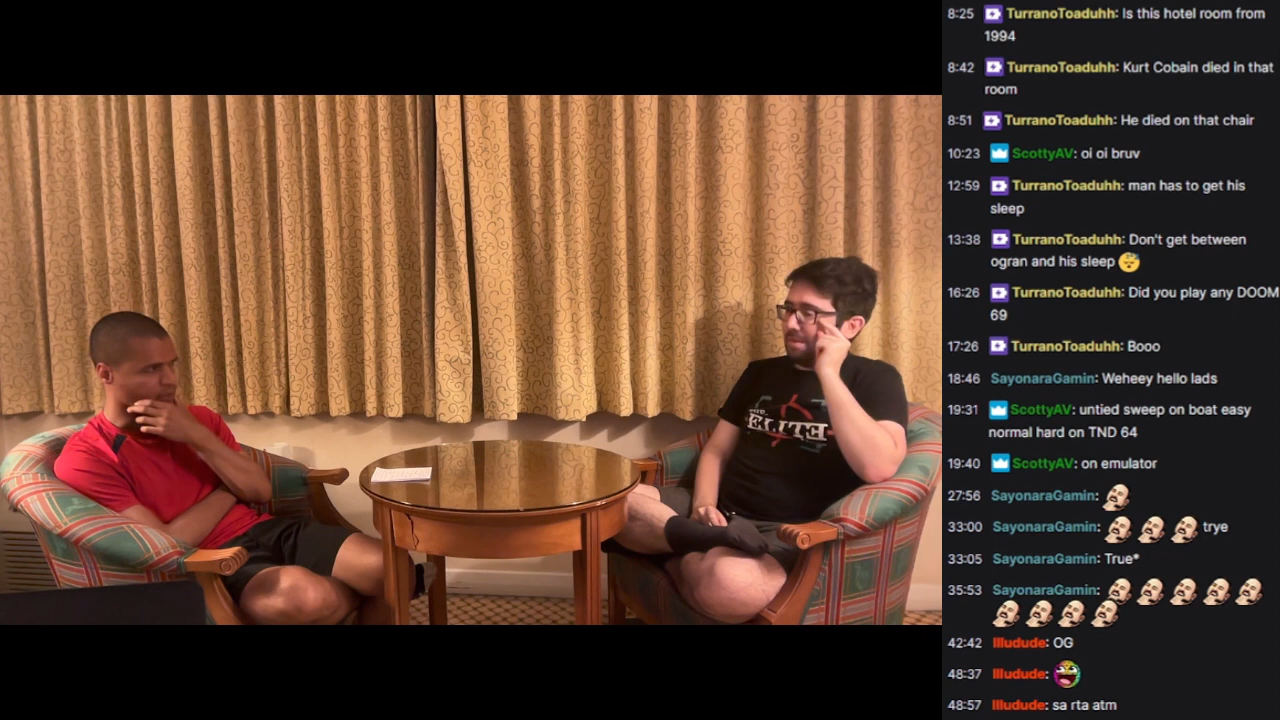 8:25 TurranoToaduhh: Is this hotel room from
1994
8:42 TurranoToaduhh: Kurt Cobain died in that
room
8:51 TurranoToaduhh: He died on that chair
10:23 ScottyAV: oi oi bruv
12:59 TurranoToaduhh: man has to get his
sleep
13:38 TurranoToaduhh: Don't get between
ogran and his sleep 😴
16:26 TurranoToaduhh: Did you play any DOOM
69
17:26 TurranoToaduhh: Booo
18:46 SayonaraGamin: Weheey hello lads
19:31 ScottyAV: untied sweep on boat easy
normal hard on TND 64
19:40 ScottyAV: on emulator
27:56 SayonaraGamin:
33:00 SayonaraGamin: trye
33:05 SayonaraGamin: True*
35:53 SayonaraGamin:
42:42 Illudude: OG
48:37 Illudude:
48:57 Illudude: sa rta atm
THE
ELITE